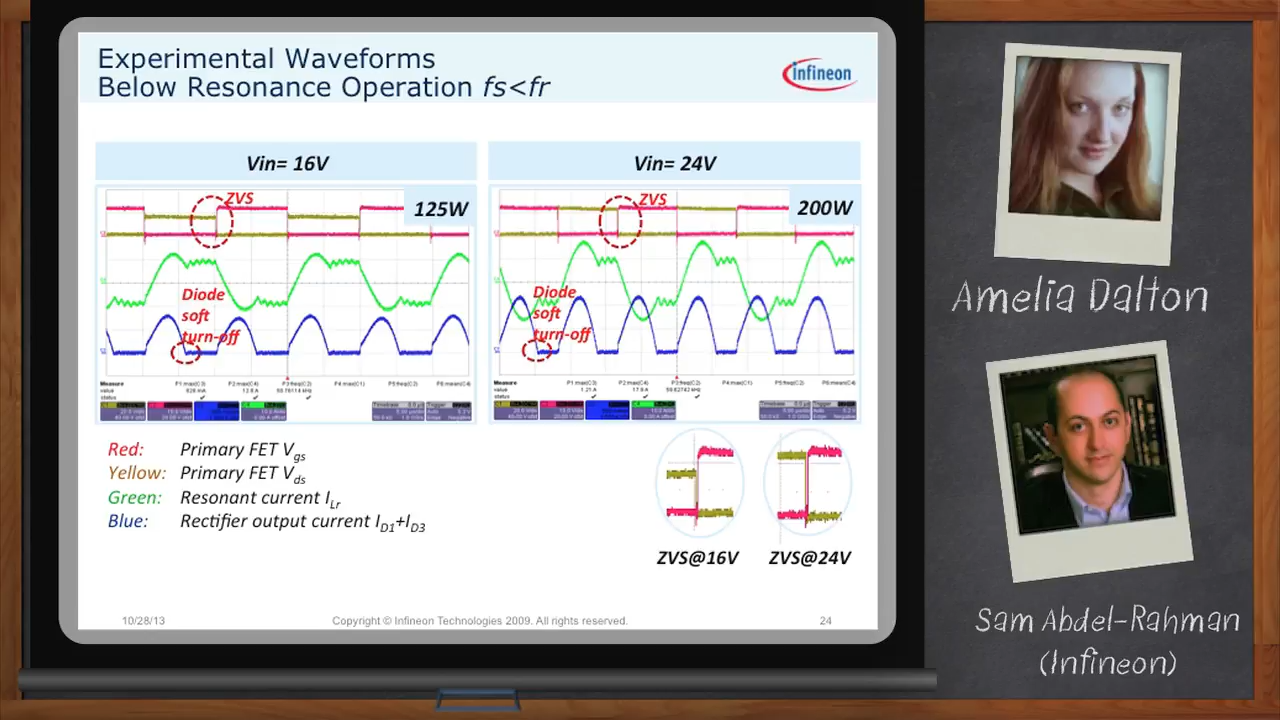 Experimental Waveforms
Below Resonance Operation fs<fr
infineon
Vin= 16V
Vin= 24V
ZVS
125W
ZVS
200W
Diode
soft
turn-off
Diode
soft
turn-off
Red: Primary FET Vgs
Yellow: Primary FET Vds
Green: Resonant current ILr
Blue: Rectifier output current ID1+ID3
ZVS@16V
ZVS@24V
10/28/13
Copyright © Infineon Technologies 2009. All rights reserved.
24
Amelia Dalton
Sam Abdel-Rahman
(Infineon)